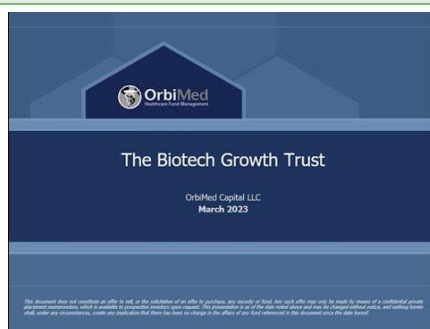 OrbiMed
Healthcare Fund Management
The Biotech Growth Trust
OrbiMed Capital LLC
March 2023
This document does not constitute an offer to sell, or the solicitation of an offer to purchase, any security or fund. Any such offer may only be made by means of a confidential private
placement memorandum, which is available to prospective investors upon request. This presentation is as of the date noted above and may be changed without notice, and nothing herein
shall, under any circumstances, create any implication that there has been no change in the affairs of any fund referenced in this document since the date hereof.